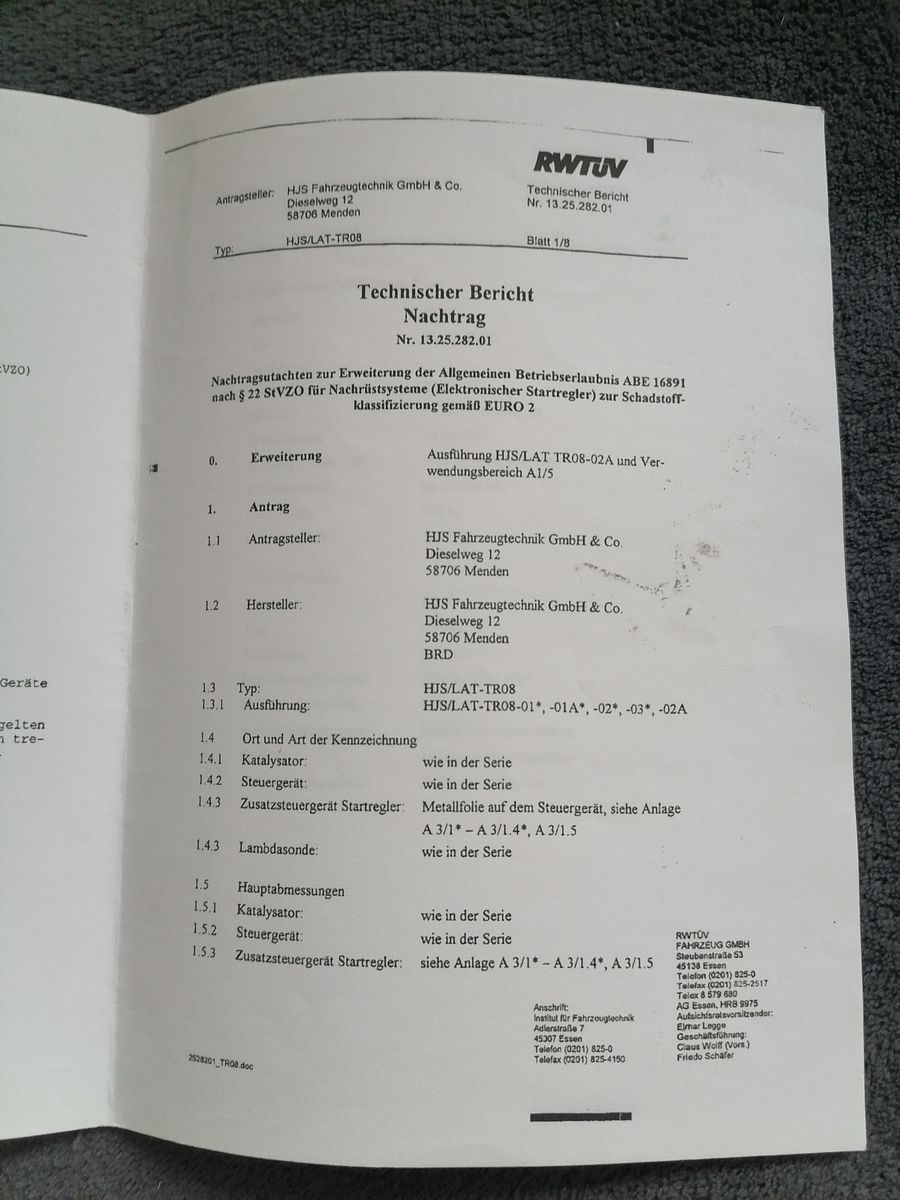 :VZO)
Geräte
gelten
tre-
RWTÜV
Antragsteller: HJS Fahrzeugtechnik GmbH & Co.
Dieselweg 12
58706 Menden
Technischer Bericht
Nr. 13.25.282.01
Typ: HJS/LAT-TR08
Blatt 1/8
Technischer Bericht
Nachtrag
Nr. 13.25.282.01
Nachtragsutachten zur Erweiterung der Allgemeinen Betriebserlaubnis ABE 16891
nach § 22 StVZO für Nachrüstsysteme (Elektronischer Startregler) zur Schadstoff-
klassifizierung gemäß EURO 2
0. Erweiterung Ausführung HJS/LAT TR08-02A und Ver-
wendungsbereich A1/5
1. Antrag
1.1 Antragsteller: HJS Fahrzeugtechnik GmbH & Co.
Dieselweg 12
58706 Menden
1.2 Hersteller: HJS Fahrzeugtechnik GmbH & Co.
Dieselweg 12
58706 Menden
BRD
1.3 Typ: HJS/LAT-TR08
1.3.1 Ausführung: HJS/LAT-TR08-01*, -01A*, -02*, -03*, -02A
1.4 Ort und Art der Kennzeichnung
1.4.1 Katalysator: wie in der Serie
1.4.2 Steuergerät: wie in der Serie
1.4.3 Zusatzsteuergerät Startregler: Metallfolie auf dem Steuergerät, siehe Anlage
A 3/1* – A 3/1.4*, A 3/1.5
1.4.3 Lambdasonde: wie in der Serie
1.5 Hauptabmessungen
1.5.1 Katalysator: wie in der Serie
1.5.2 Steuergerät: wie in der Serie
1.5.3 Zusatzsteuergerät Startregler: siehe Anlage A 3/1* – A 3/1.4*, A 3/1.5
Anschrift:
Institut für Fahrzeugtechnik
Adlerstraße 7
45307 Essen
Telefon (0201) 825-0
Telefax (0201) 825-4150
RWTÜV
FAHRZEUG GMBH
Steubenstraße 53
45138 Essen
Telefon (0201) 825-0
Telefax (0201) 825-2517
Telex 8 579 680
AG Essen, HRB 9975
Aufsichtsratsvorsitzender:
Elmar Legge
Geschäftsführung:
Claus Wolff (Vors.)
Friedo Schäfer
2528201_TR08.doc